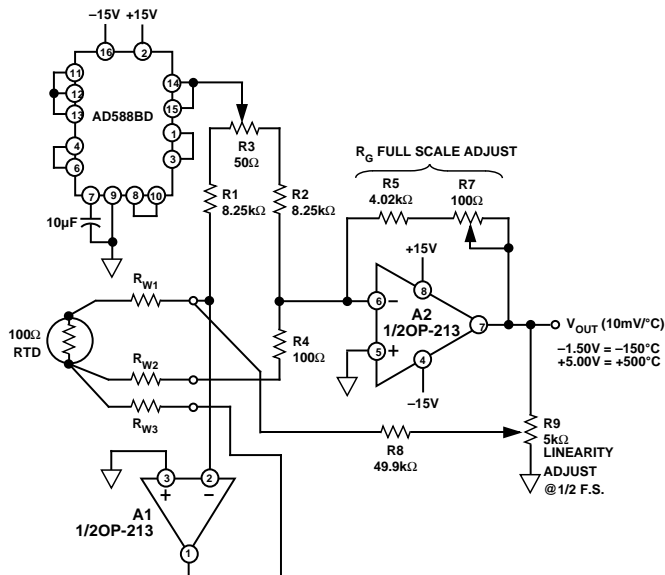 –15V +15V
16 2
11 14
12 AD588BD
13 15
1
4
3
6
7 9 8 10
10µF
R3
50Ω
R1
8.25kΩ
R2
8.25kΩ
RG FULL SCALE ADJUST
R5
4.02kΩ
R7
100Ω
+15V
8
6 –
A2
1/2OP-213
7
5 +
4
–15V
VOUT (10mV/°C)
–1.50V = –150°C
+5.00V = +500°C
RW1
100Ω
RTD
R4
100Ω
RW2
RW3
R8
49.9kΩ
R9
5kΩ
LINEARITY
ADJUST
@1/2 F.S.
3 2
+ –
A1
1/2OP-213
1